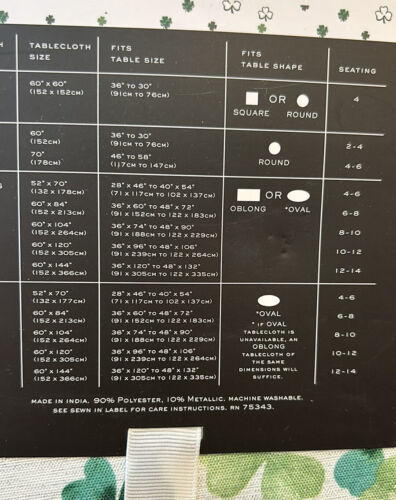 TABLECLOTH SIZE
FITS TABLE SIZE
FITS TABLE SHAPE
SEATING
60" x 60"
(152 x 152cm)
36" to 30"
(91cm to 76cm)
SQUARE OR ROUND
4
60"
(152cm)
36" to 30"
(91cm to 76cm)
ROUND
2-4
70"
(178cm)
46" to 58"
(117cm to 147cm)
4-6
52" x 70"
(132 x 178cm)
28" x 46" to 40" x 54"
(71 x 117cm to 102 x 137cm)
OBLONG OR *OVAL
4-6
60" x 84"
(152 x 213cm)
36" x 60" to 48" x 72"
(91 x 152cm to 122 x 183cm)
6-8
60" x 104"
(152 x 264cm)
36" x 74" to 48" x 90"
(91 x 188cm to 122 x 229cm)
8-10
60" x 120"
(152 x 305cm)
36" x 96" to 48" x 106"
(91 x 239cm to 122 x 264cm)
10-12
60" x 144"
(152 x 366cm)
36" x 120" to 48" x 132"
(91 x 305cm to 122 x 335cm)
12-14
52" x 70"
(132 x 177cm)
28" x 46" to 40" x 54"
(71 x 117cm to 102 x 137cm)
4-6
60" x 84"
(152 x 213cm)
36" x 60" to 48" x 72"
(91 x 152cm to 122 x 183cm)
6-8
60" x 104"
(152 x 264cm)
36" x 74" to 48" x 90"
(91 x 188cm to 122 x 229cm)
8-10
60" x 120"
(152 x 305cm)
36" x 96" to 48" x 106"
(91 x 239cm to 122 x 264cm)
10-12
60" x 144"
(152 x 366cm)
36" x 120" to 48" x 132"
(91 x 305cm to 122 x 335cm)
12-14
*OVAL
* IF OVAL
TABLECLOTH IS
UNAVAILABLE, AN
OBLONG
TABLECLOTH OF
THE SAME
DIMENSIONS WILL
SUFFICE.
MADE IN INDIA. 90% POLYESTER, 10% METALLIC. MACHINE WASHABLE.
SEE SEWN IN LABEL FOR CARE INSTRUCTIONS. RN 75343.